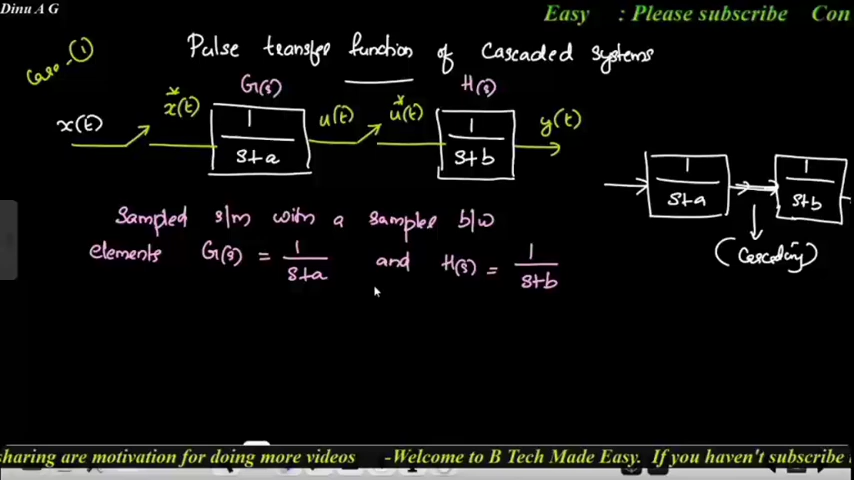 Dinu A G
Easy : Please subscribe Con
Case-①
Pulse transfer function of Cascaded systems
G(s) H(s)
x(t) x*(t) 1/s+a u(t) u*(t) 1/s+b y(t)
1/s+a 1/s+b
(Cascading)
Sampled s/m with a sampler b/w
elements G(s) = 1/s+a and H(s) = 1/s+b
sharing are motivation for doing more videos -Welcome to B Tech Made Easy. If you haven't subscribe